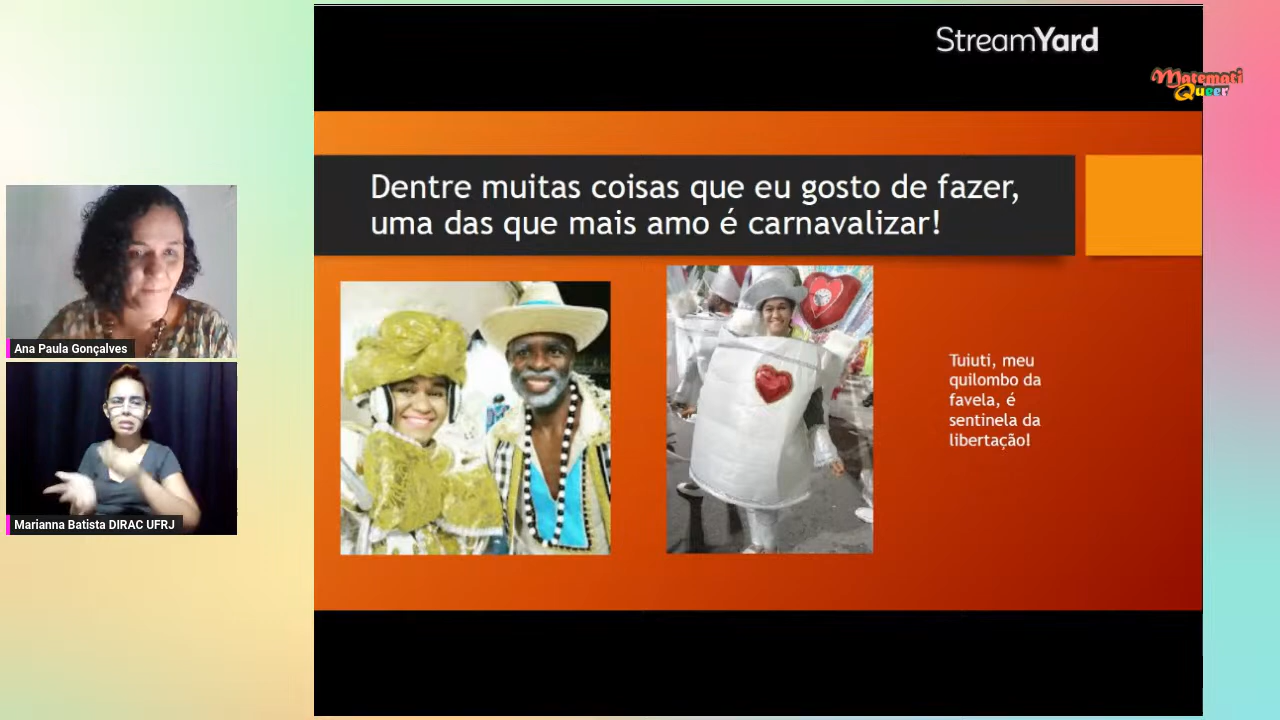 StreamYard
Matemati
Queer
Dentre muitas coisas que eu gosto de fazer,
uma das que mais amo é carnavalizar!
Tuiuti, meu
quilombo da
favela, é
sentinela da
libertação!
Ana Paula Gonçalves
Marianna Batista DIRAC UFRJ